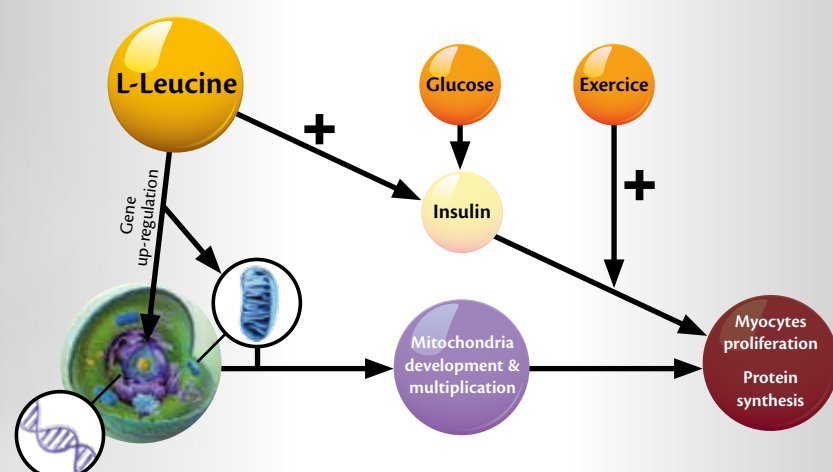 L-Leucine
Glucose
Exercice
+
+
Gene
up-regulation
Insulin
Mitochondria
development &
multiplication
Myocytes
proliferation
Protein
synthesis